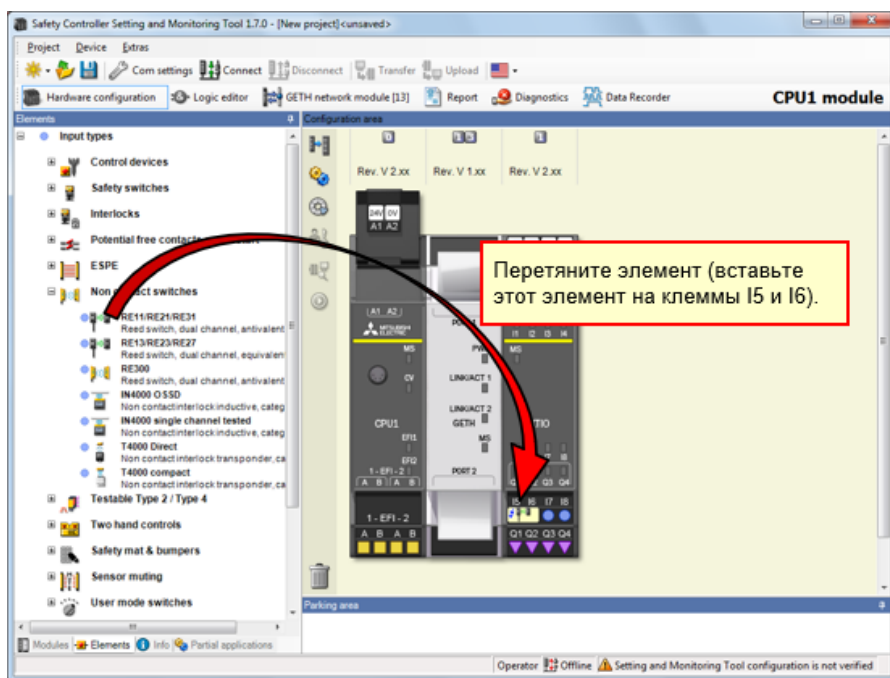 Safety Controller Setting and Monitoring Tool 1.7.0 - [New project]<unsaved>
Project Device Extras
Com settings Connect Disconnect Transfer Upload
Hardware configuration Logic editor GETH network module [13] Report Diagnostics Data Recorder CPU1 module
Elements
Input types
Control devices
Safety switches
Interlocks
Potential free contacts
ESPE
Non contact switches
RE11/RE21/RE31
Reed switch, dual channel, antivalent
RE13/RE23/RE27
Reed switch, dual channel, equivalen
RE300
Reed switch, dual channel, antivalent
IN4000 OSSD
Non contact interlock inductive, categ
IN4000 single channel tested
Non contact interlock inductive, categ
T4000 Direct
Non contact interlock transponder, ca
T4000 compact
Non contact interlock transponder, ca
Testable Type 2 / Type 4
Two hand controls
Safety mat & bumpers
Sensor muting
User mode switches
Modules Elements Info Partial applications
Configuration area
Rev. V 2.xx Rev. V 1.xx Rev. V 2.xx
24V 0V
A1 A2
Перетяните элемент (вставьте
этот элемент на клеммы I5 и I6).
A1 A2
MITSUBISHI
ELECTRIC
I1 I2 I3 I4
MS
MS
CV
LINK/ACT 1
LINK/ACT 2
CPU1
GETH
EFI1
MS
EFI2
1 - EFI - 2
PORT 2
A B A B
Q3 Q4
I5 I6 I7 I8
1 - EFI - 2
A B A B
Q1 Q2 Q3 Q4
Parking area
Operator Offline Setting and Monitoring Tool configuration is not verified